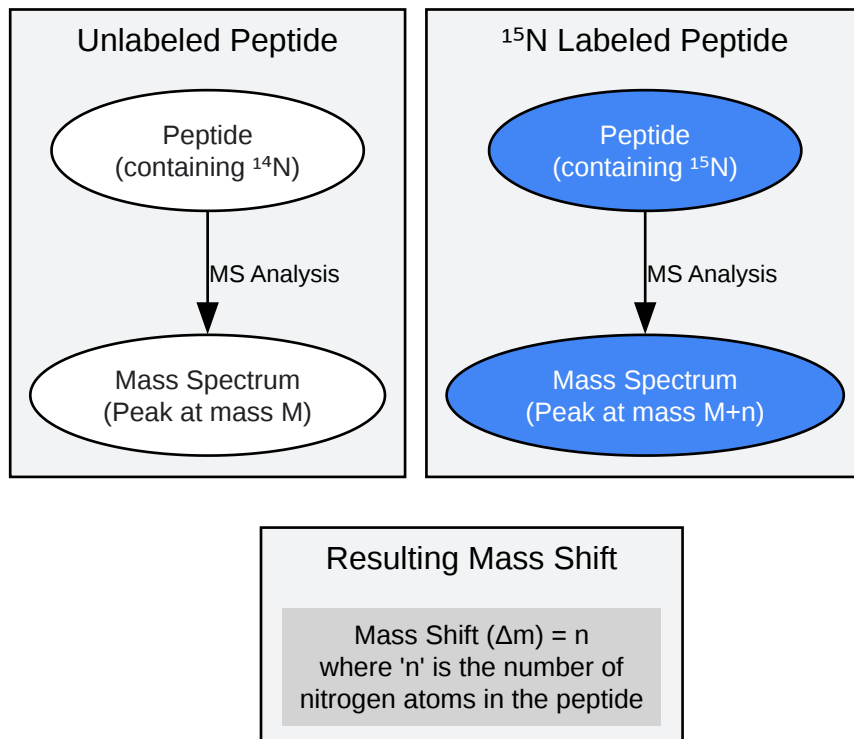 Unlabeled Peptide
Peptide
(containing ¹⁴N)
MS Analysis
Mass Spectrum
(Peak at mass M)
¹⁵N Labeled Peptide
Peptide
(containing ¹⁵N)
MS Analysis
Mass Spectrum
(Peak at mass M+n)
Resulting Mass Shift
Mass Shift (Δm) = n
where 'n' is the number of
nitrogen atoms in the peptide